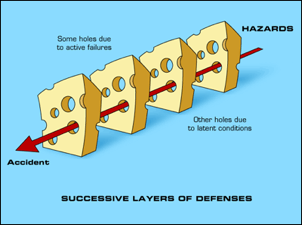 Some holes due
to active failures
HAZARDS
Other holes due
to latent conditions
Accident
SUCCESSIVE LAYERS OF DEFENSES